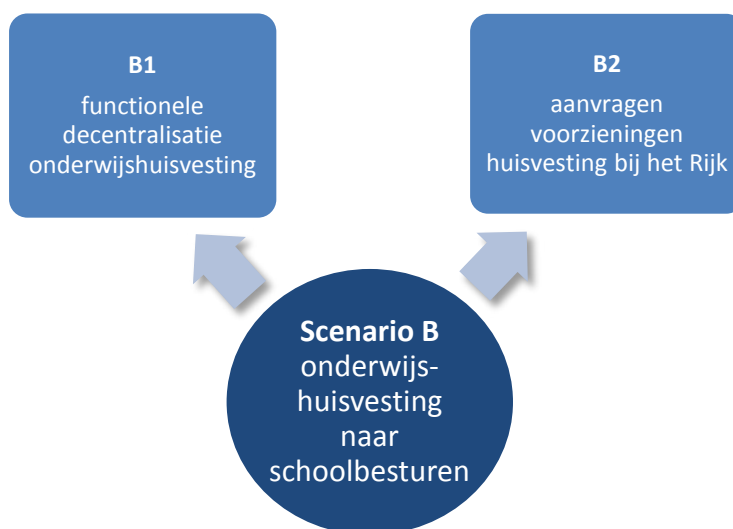 B1
functionele
decentralisatie
onderwijshuisvesting
B2
aanvragen
voorzieningen
huisvesting bij het Rijk
Scenario B
onderwijs-
huisvesting
naar
schoolbesturen